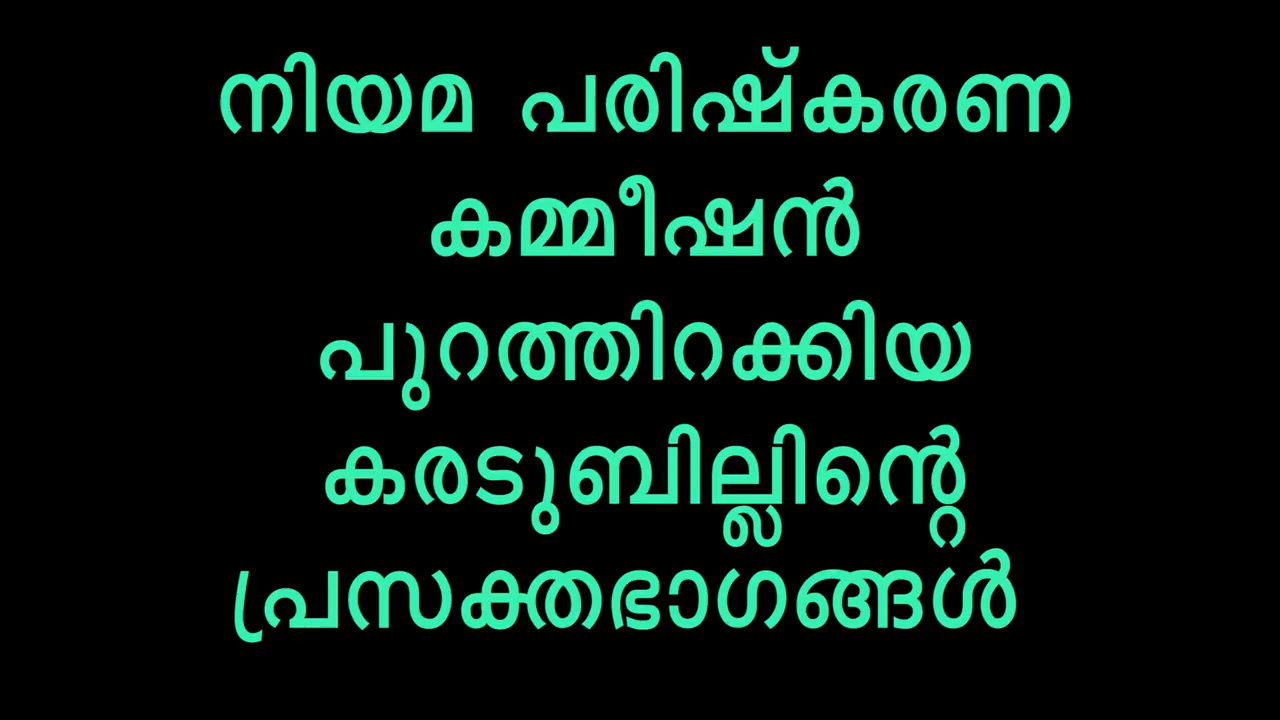 നിയമ പരിഷ്കരണ
കമ്മീഷൻ
പുറത്തിറക്കിയ
കരടുബില്ലിന്റെ
പ്രസക്തഭാഗങ്ങൾ